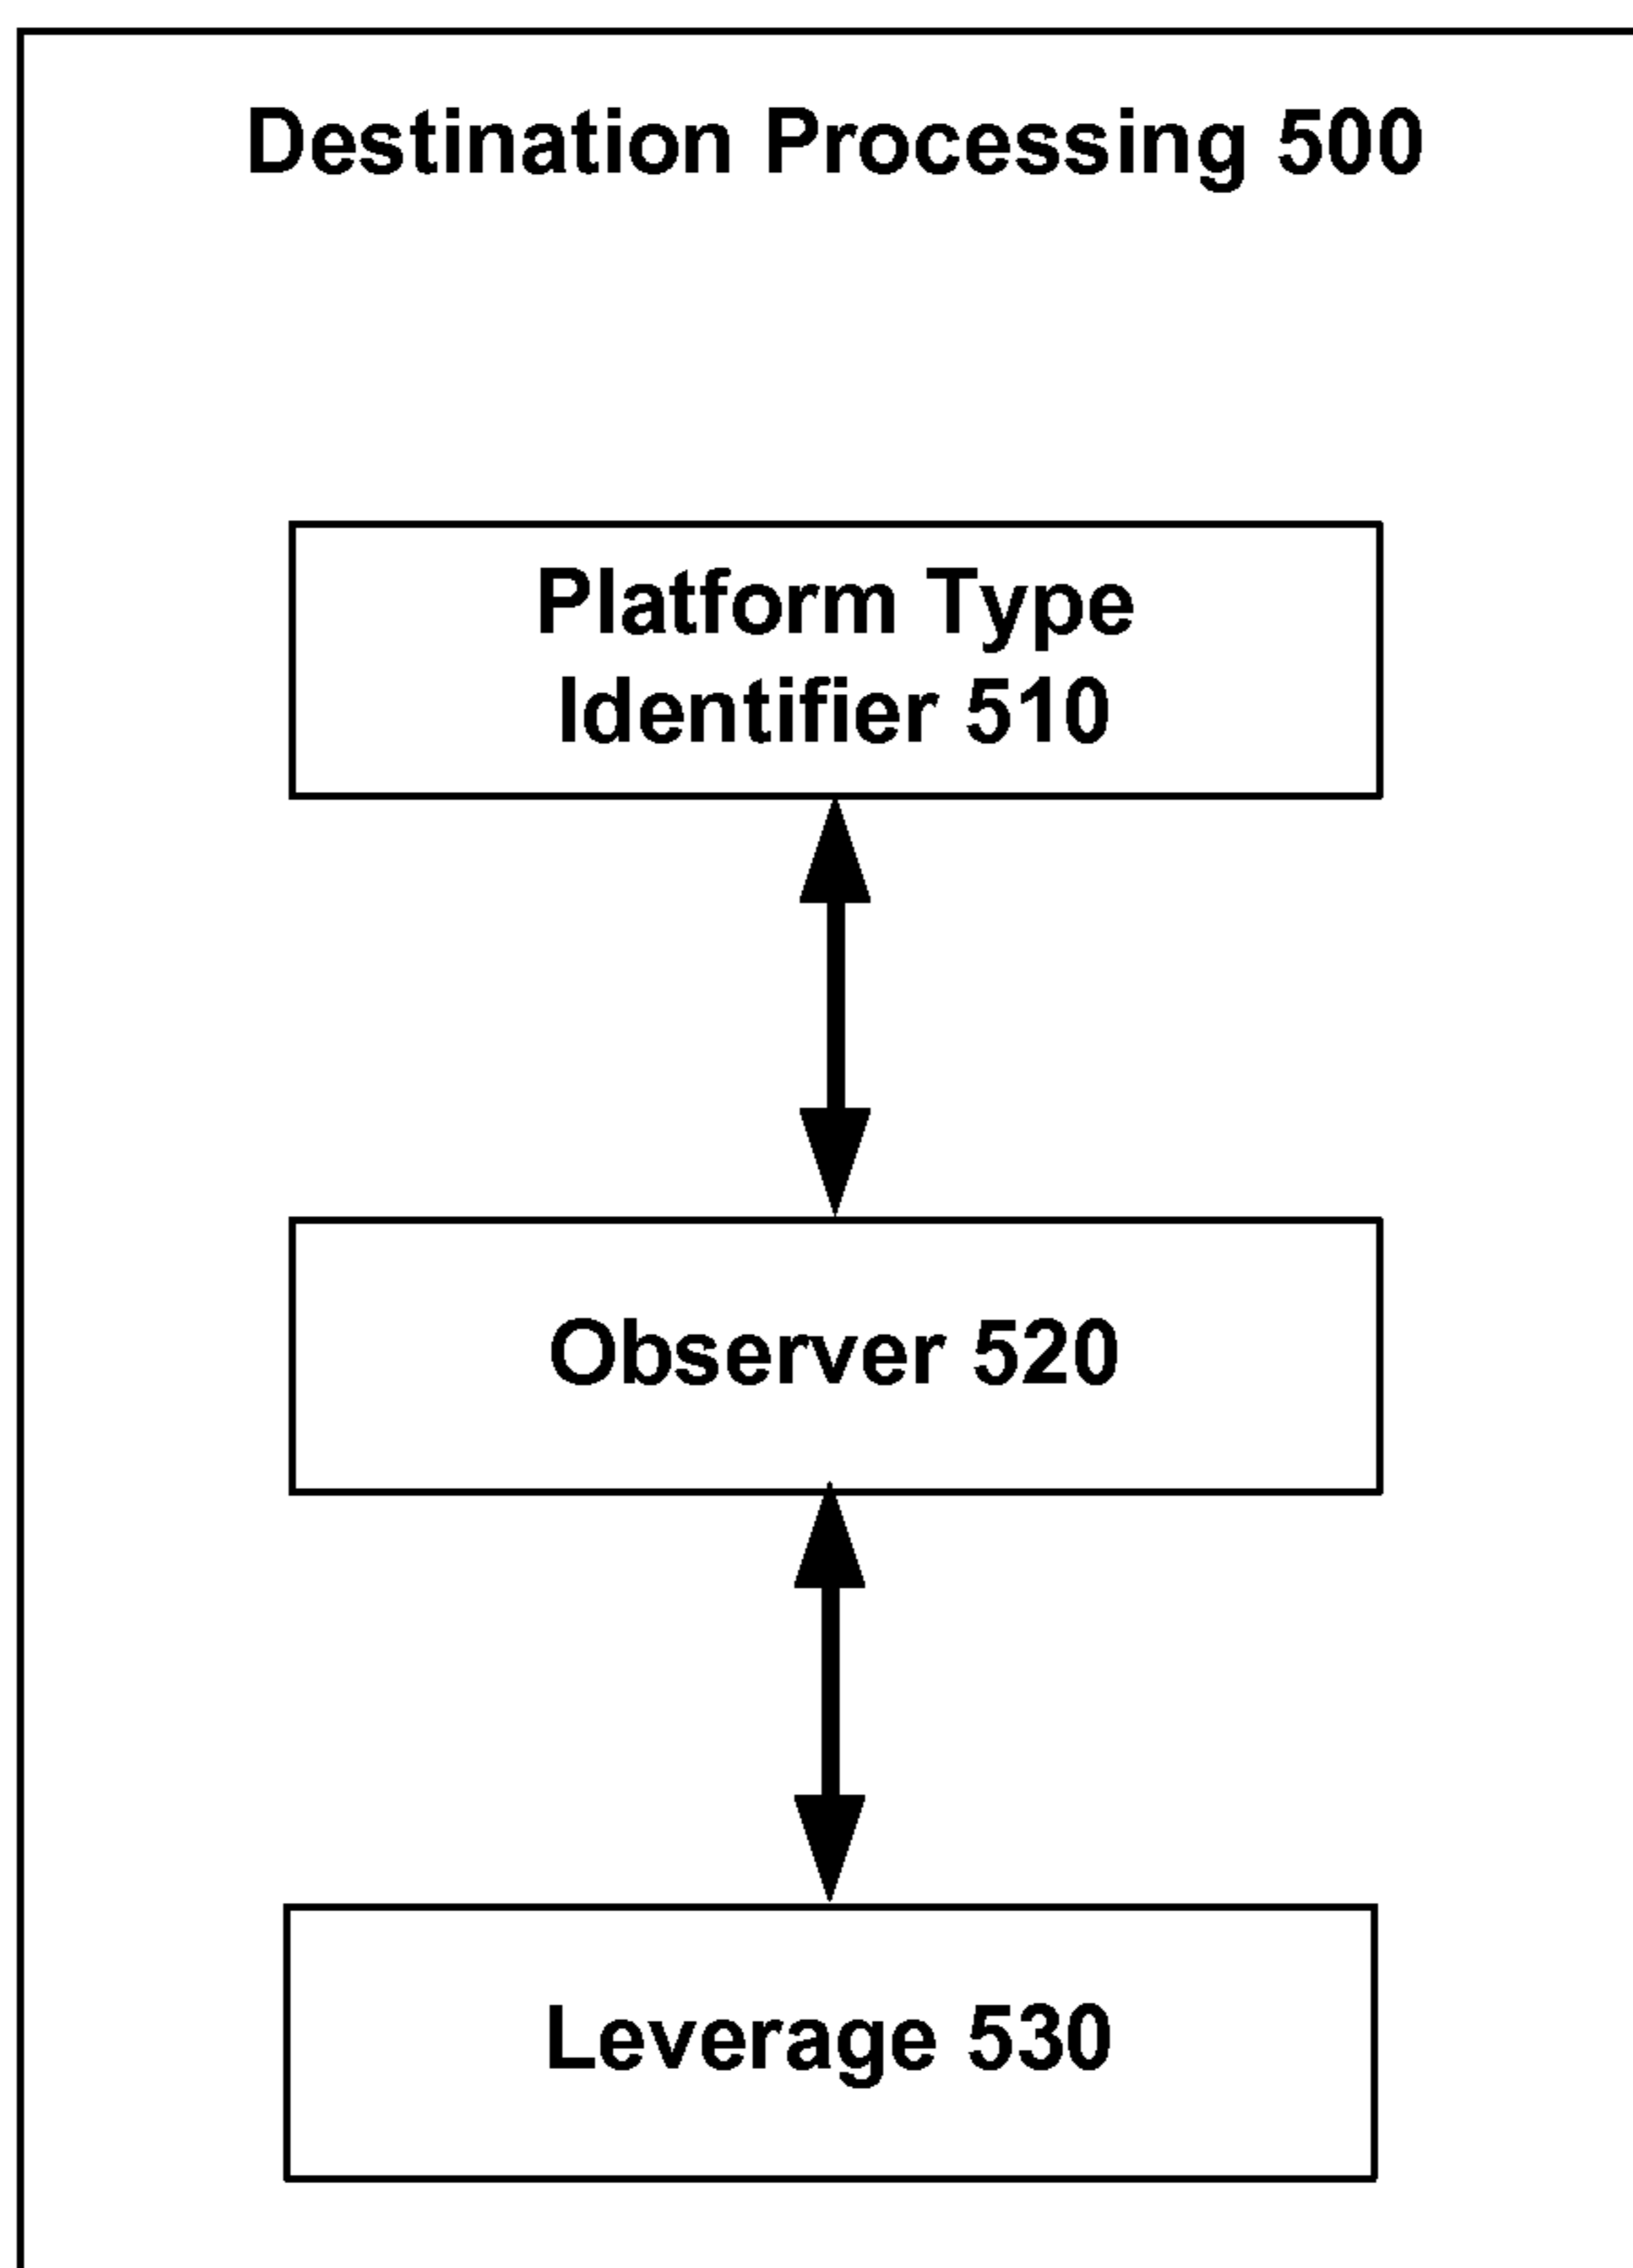 Destination Processing 500
Platform Type
Identifier 510
Observer 520
Leverage 530